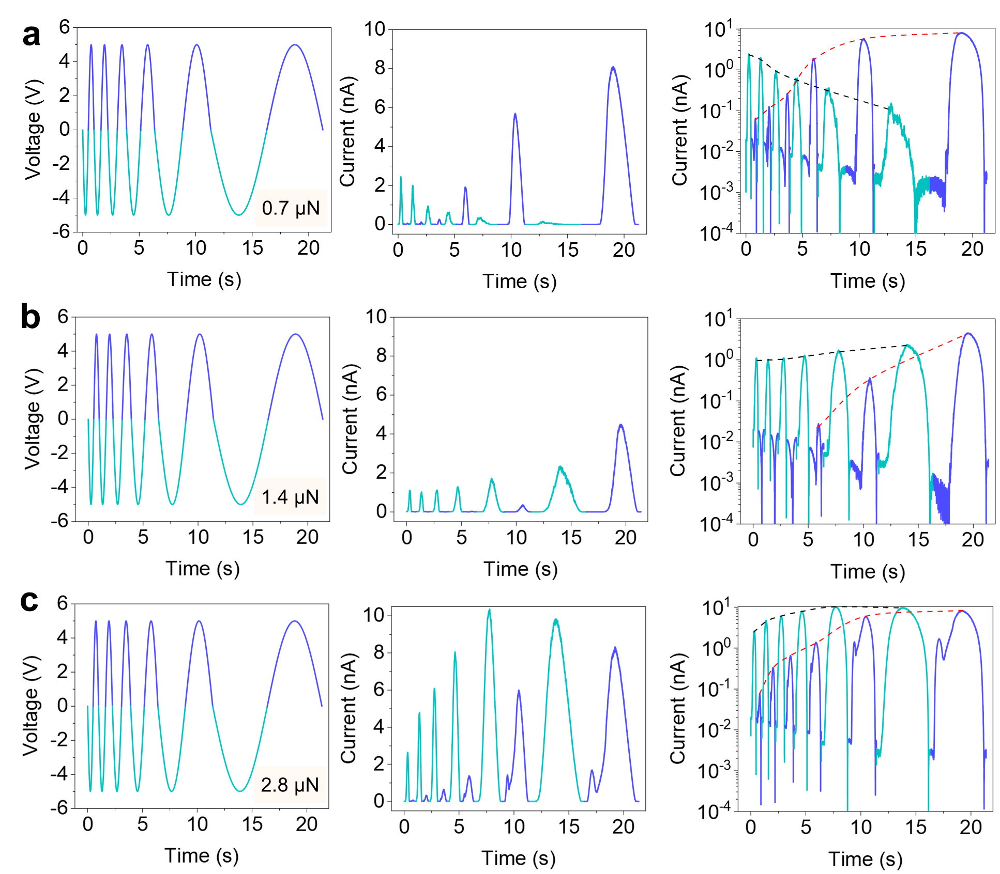 a
6
4
2
0
-2
-4
-6
0 5 10 15 20
Voltage (V)
Time (s)
0.7 µN
10
8
6
4
2
0
0 5 10 15 20
Current (nA)
Time (s)
10^1
10^0
10^-1
10^-2
10^-3
10^-4
0 5 10 15 20
Current (nA)
Time (s)
b
6
4
2
0
-2
-4
-6
0 5 10 15 20
Voltage (V)
Time (s)
1.4 µN
10
8
6
4
2
0
0 5 10 15 20
Current (nA)
Time (s)
10^1
10^0
10^-1
10^-2
10^-3
10^-4
0 5 10 15 20
Current (nA)
Time (s)
c
6
4
2
0
-2
-4
-6
0 5 10 15 20
Voltage (V)
Time (s)
2.8 µN
10
8
6
4
2
0
0 5 10 15 20
Current (nA)
Time (s)
10^1
10^0
10^-1
10^-2
10^-3
10^-4
0 5 10 15 20
Current (nA)
Time (s)